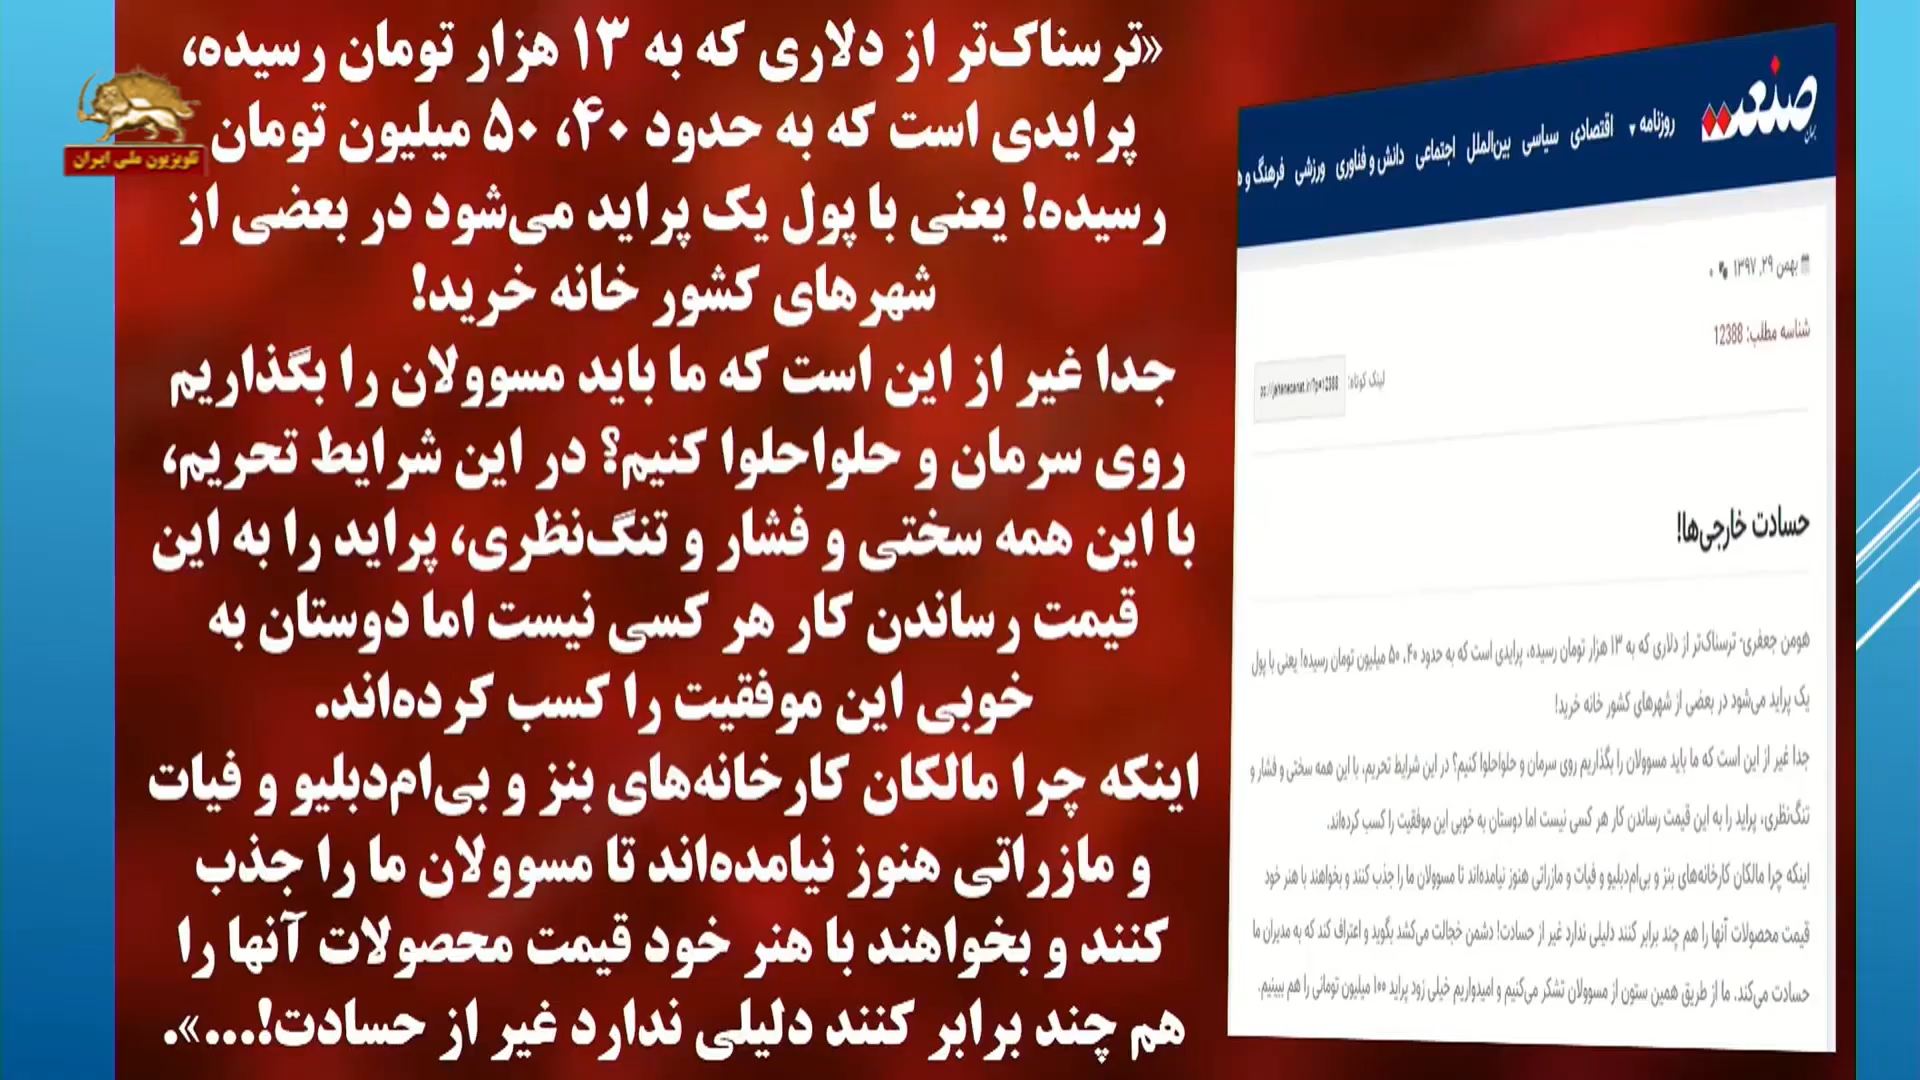 «ترسناک‌تر از دلاری که به ۱۳ هزار تومان رسیده،
پرایدی است که به حدود ۴۰، ۵۰ میلیون تومان
رسیده! یعنی با پول یک پراید می‌شود در بعضی از
شهرهای کشور خانه خرید!
جدا غیر از این است که ما باید مسوولان را بگذاریم
روی سرمان و حلواحلوا کنیم؟ در این شرایط تحریم،
با این همه سختی و فشار و تنگ‌نظری، پراید را به این
قیمت رساندن کار هر کسی نیست اما دوستان به
خوبی این موفقیت را کسب کرده‌اند.
اینکه چرا مالکان کارخانه‌های بنز و بی‌ام‌دبلیو و فیات
و مازراتی هنوز نیامده‌اند تا مسوولان ما را جذب
کنند و بخواهند با هنر خود قیمت محصولات آنها را
هم چند برابر کنند دلیلی ندارد غیر از حسادت!...».
تلویزیون ملی ایران
جهان صنعت
روزنامه اقتصادی سیاسی بین‌الملل اجتماعی دانش و فناوری ورزشی فرهنگ و ه
بهمن ۲۹, ۱۳۹۷ ۰
شناسه مطلب: 12388
لینک کوتاه:
حسادت خارجی‌ها!
هومن جعفری- ترسناک‌تر از دلاری که به ۱۳ هزار تومان رسیده، پرایدی است که به حدود ۴۰، ۵۰ میلیون تومان رسیده! یعنی با پول
یک پراید می‌شود در بعضی از شهرهای کشور خانه خرید!
جدا غیر از این است که ما باید مسوولان را بگذاریم روی سرمان و حلواحلوا کنیم؟ در این شرایط تحریم، با این همه سختی و فشار و
تنگ‌نظری، پراید را به این قیمت رساندن کار هر کسی نیست اما دوستان به خوبی این موفقیت را کسب کرده‌اند.
اینکه چرا مالکان کارخانه‌های بنز و بی‌ام‌دبلیو و فیات و مازراتی هنوز نیامده‌اند تا مسوولان ما را جذب کنند و بخواهند با هنر خود
قیمت محصولات آنها را هم چند برابر کنند دلیلی ندارد غیر از حسادت! دشمن خجالت می‌کشد بگوید و اعتراف کند که به مدیران ما
حسادت می‌کند. ما از طریق همین ستون از مسوولان تشکر می‌کنیم و امیدواریم خیلی زود پراید ۱۰۰ میلیون تومانی را هم ببینیم.